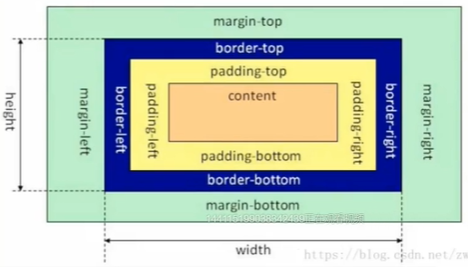 margin-top
border-top
padding-top
content
height
margin-left
border-left
padding-left
padding-right
border-right
margin-right
padding-bottom
border-bottom
margin-bottom
width
https://blog.csdn.net/zw